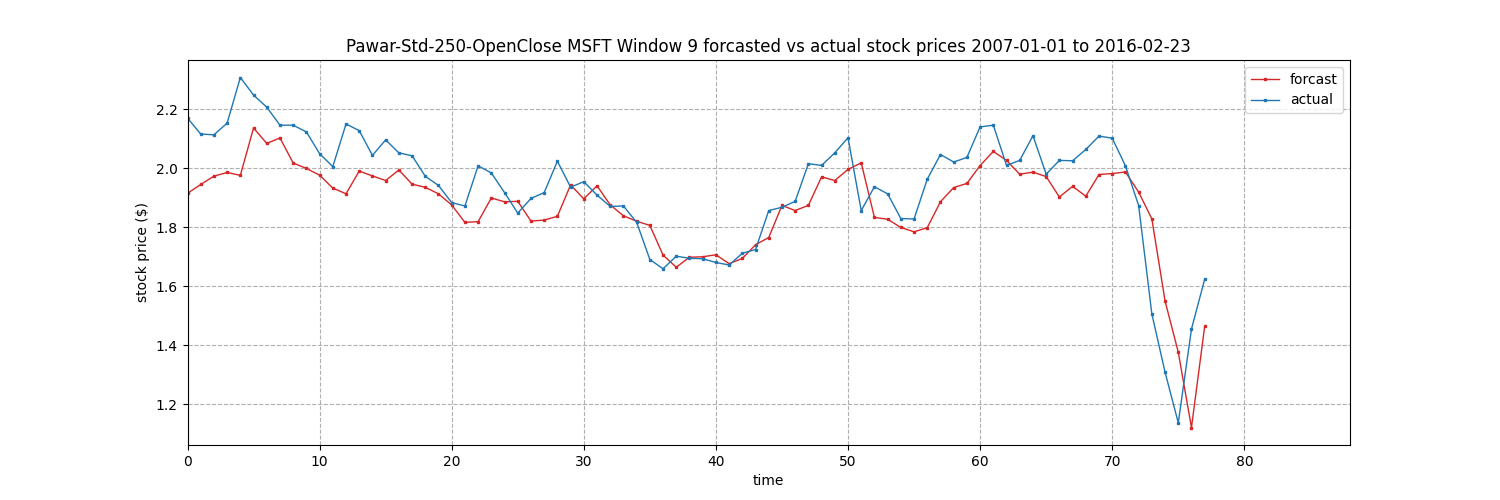 Pawar-Std-250-OpenClose MSFT Window 9 forcasted vs actual stock prices 2007-01-01 to 2016-02-23
forcast
actual
stock price ($)
2.2
2.0
1.8
1.6
1.4
1.2
0 10 20 30 40 50 60 70 80
time